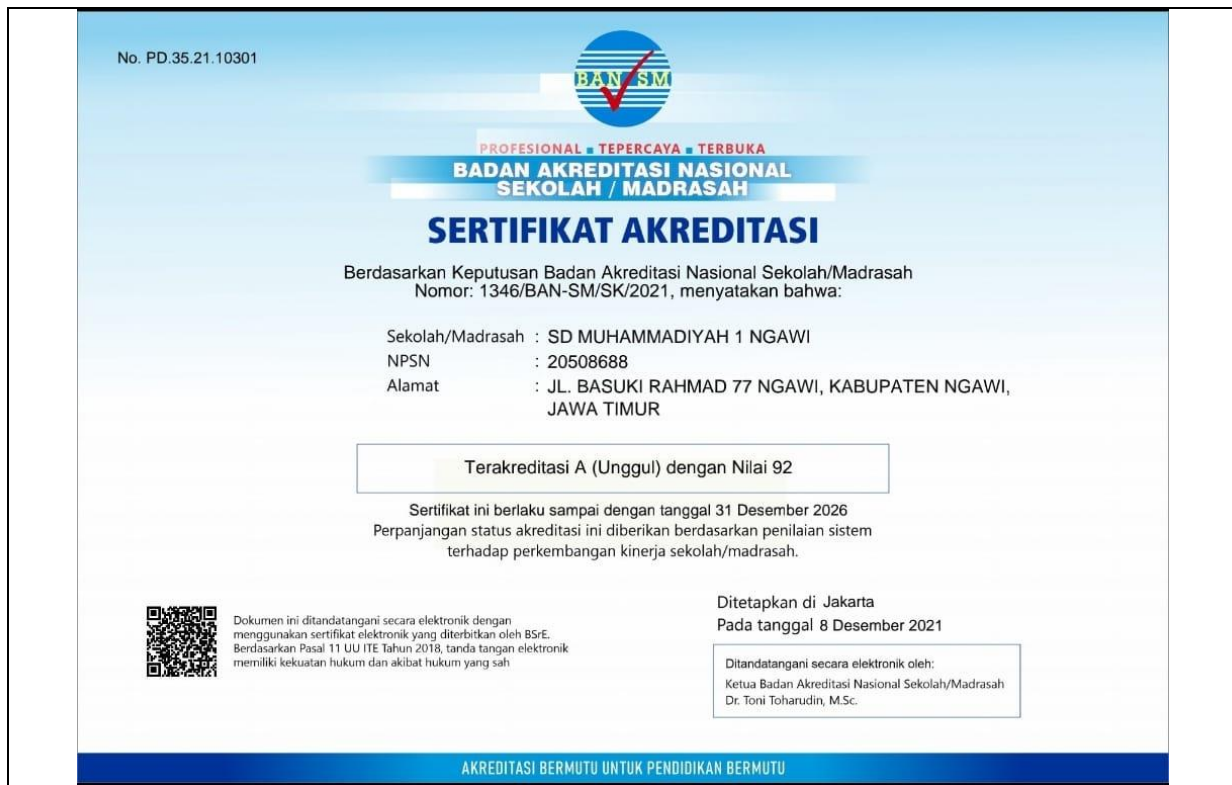 No. PD.35.21.10301
BAN SM
PROFESIONAL ■ TEPERCAYA ■ TERBUKA
BADAN AKREDITASI NASIONAL
SEKOLAH / MADRASAH
SERTIFIKAT AKREDITASI
Berdasarkan Keputusan Badan Akreditasi Nasional Sekolah/Madrasah
Nomor: 1346/BAN-SM/SK/2021, menyatakan bahwa:
Sekolah/Madrasah : SD MUHAMMADIYAH 1 NGAWI
NPSN : 20508688
Alamat : JL. BASUKI RAHMAD 77 NGAWI, KABUPATEN NGAWI,
JAWA TIMUR
Terakreditasi A (Unggul) dengan Nilai 92
Sertifikat ini berlaku sampai dengan tanggal 31 Desember 2026
Perpanjangan status akreditasi ini diberikan berdasarkan penilaian sistem
terhadap perkembangan kinerja sekolah/madrasah.
Dokumen ini ditandatangani secara elektronik dengan
menggunakan sertifikat elektronik yang diterbitkan oleh BSrE.
Berdasarkan Pasal 11 UU ITE Tahun 2018, tanda tangan elektronik
memiliki kekuatan hukum dan akibat hukum yang sah
Ditetapkan di Jakarta
Pada tanggal 8 Desember 2021
Ditandatangani secara elektronik oleh:
Ketua Badan Akreditasi Nasional Sekolah/Madrasah
Dr. Toni Toharudin, M.Sc.
AKREDITASI BERMUTU UNTUK PENDIDIKAN BERMUTU